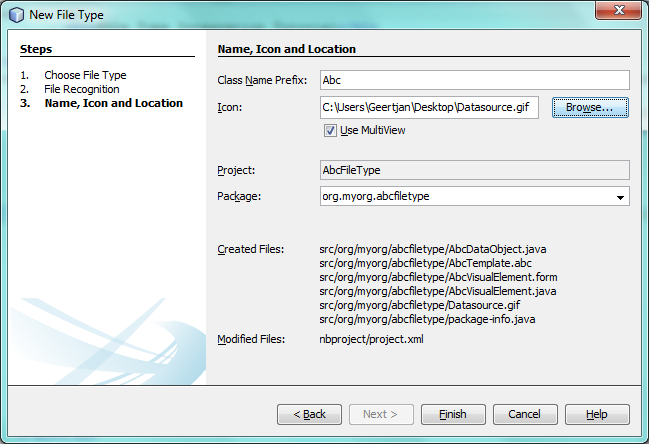 New File Type
Steps
1. Choose File Type
2. File Recognition
3. Name, Icon and Location
Name, Icon and Location
Class Name Prefix: Abc
Icon: C:\Users\Geertjan\Desktop\Datasource.gif Browse...
Use MultiView
Project: AbcFileType
Package: org.myorg.abcfiletype
Created Files: src/org/myorg/abcfiletype/AbcDataObject.java
src/org/myorg/abcfiletype/AbcTemplate.abc
src/org/myorg/abcfiletype/AbcVisualElement.form
src/org/myorg/abcfiletype/AbcVisualElement.java
src/org/myorg/abcfiletype/Datasource.gif
src/org/myorg/abcfiletype/package-info.java
Modified Files: nbproject/project.xml
< Back Next > Finish Cancel Help